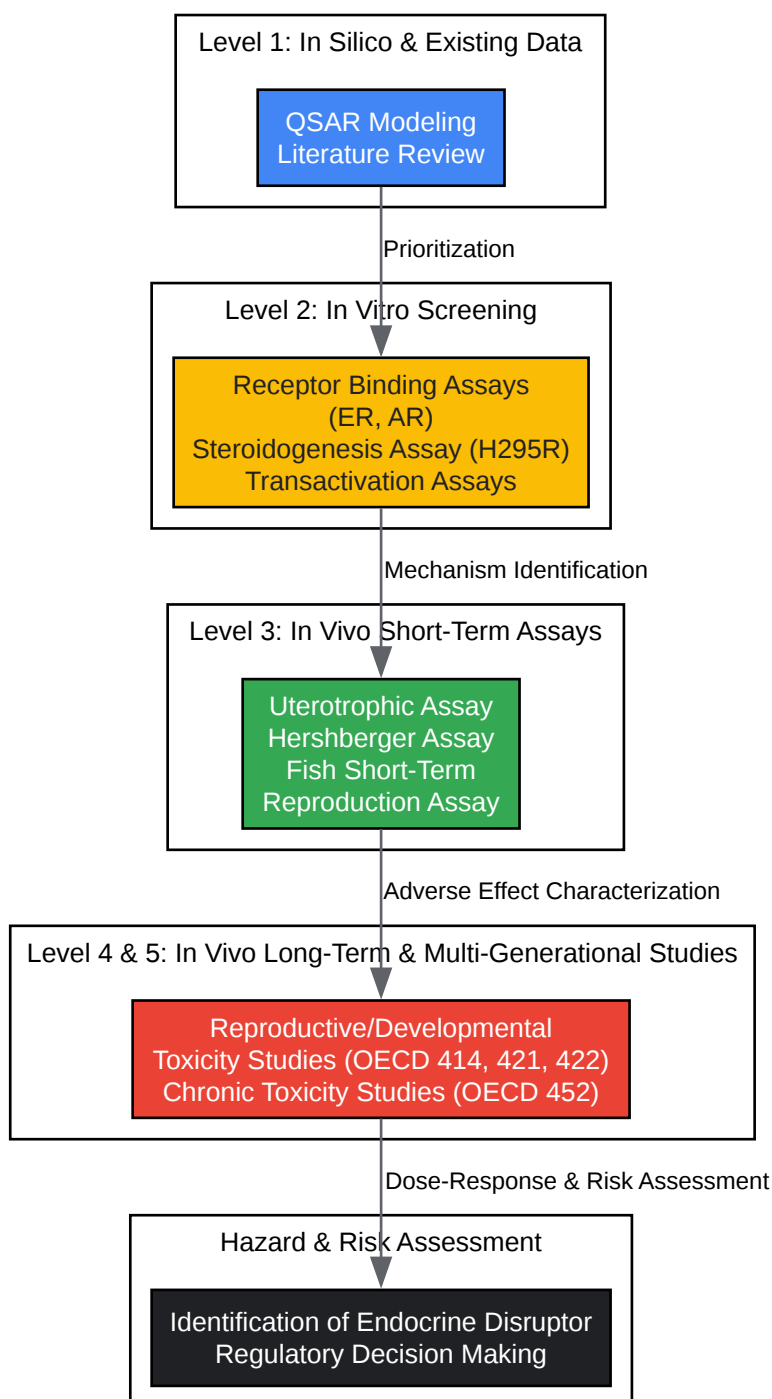 Level 1: In Silico & Existing Data
QSAR Modeling
Literature Review
Prioritization
Level 2: In Vitro Screening
Receptor Binding Assays
(ER, AR)
Steroidogenesis Assay (H295R)
Transactivation Assays
Mechanism Identification
Level 3: In Vivo Short-Term Assays
Uterotrophic Assay
Hershberger Assay
Fish Short-Term
Reproduction Assay
Adverse Effect Characterization
Level 4 & 5: In Vivo Long-Term & Multi-Generational Studies
Reproductive/Developmental
Toxicity Studies (OECD 414, 421, 422)
Chronic Toxicity Studies (OECD 452)
Dose-Response & Risk Assessment
Hazard & Risk Assessment
Identification of Endocrine Disruptor
Regulatory Decision Making